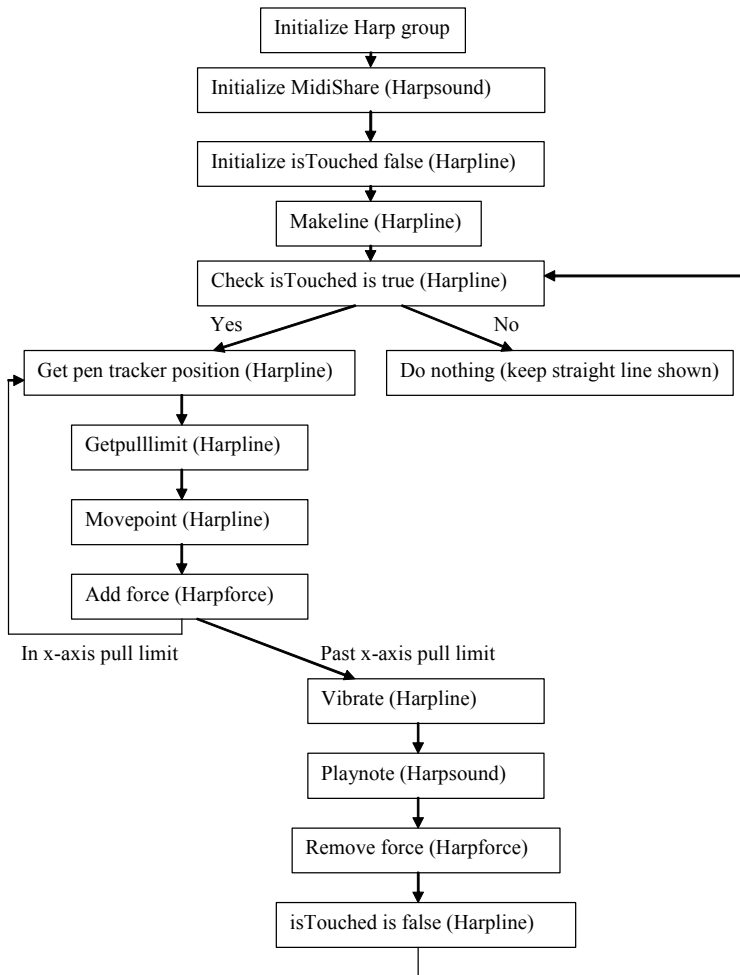 Initialize Harp group
Initialize MidiShare (Harpsound)
Initialize isTouched false (Harpline)
Makeline (Harpline)
Check isTouched is true (Harpline)
Yes
No
Get pen tracker position (Harpline)
Do nothing (keep straight line shown)
Getpulllimit (Harpline)
Movepoint (Harpline)
Add force (Harpforce)
In x-axis pull limit
Past x-axis pull limit
Vibrate (Harpline)
Playnote (Harpsound)
Remove force (Harpforce)
isTouched is false (Harpline)